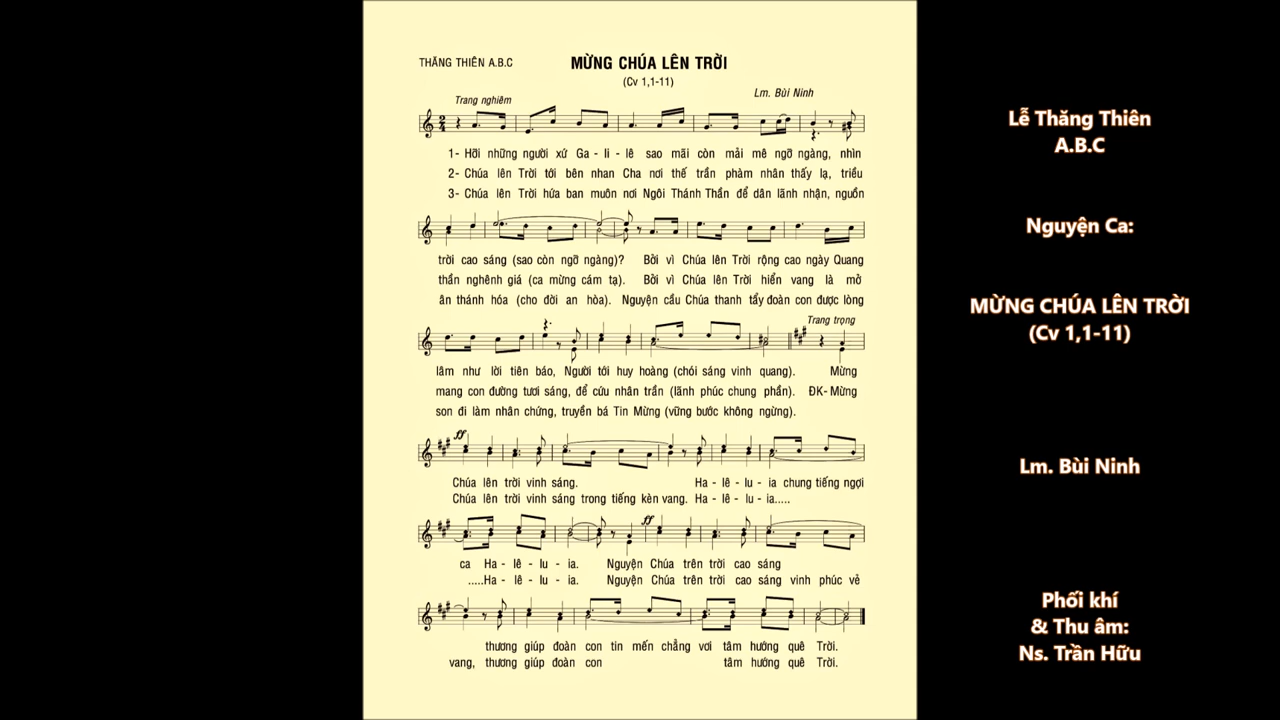 THĂNG THIÊN A.B.C
MỪNG CHÚA LÊN TRỜI
(Cv 1,1-11)
Lm. Bùi Ninh
Trang nghiêm
1- Hỡi những người xứ Ga - li - lê sao mãi còn mải mê ngỡ ngàng, nhìn
2- Chúa lên Trời tới bên nhan Cha nơi thế trần phàm nhân thấy lạ, triều
3- Chúa lên Trời hứa ban muôn nơi Ngôi Thánh Thần để dân lãnh nhận, nguồn
trời cao sáng (sao còn ngỡ ngàng)? Bởi vì Chúa lên Trời rộng cao ngày Quang
thần nghênh giá (ca mừng cám tạ). Bởi vì Chúa lên Trời hiển vang là mở
ân thánh hóa (cho đời an hòa). Nguyện cầu Chúa thanh tẩy đoàn con được lòng
Trang trọng
lâm như lời tiên báo, Người tới huy hoàng (chói sáng vinh quang). Mừng
mang con đường tươi sáng, để cứu nhân trần (lãnh phúc chung phần). ĐK- Mừng
son đi làm nhân chứng, truyền bá Tin Mừng (vững bước không ngừng).
ff
Chúa lên trời vinh sáng. Ha - lê - lu - ia chung tiếng ngợi
Chúa lên trời vinh sáng trong tiếng kèn vang. Ha - lê - lu - ia.....
ff
ca Ha - lê - lu - ia. Nguyện Chúa trên trời cao sáng
.....Ha - lê - lu - ia. Nguyện Chúa trên trời cao sáng vinh phúc vẻ
thương giúp đoàn con tin mến chẳng vơi tâm hướng quê Trời.
vang, thương giúp đoàn con tâm hướng quê Trời.
Lễ Thăng Thiên
A.B.C
Nguyện Ca:
MỪNG CHÚA LÊN TRỜI
(Cv 1,1-11)
Lm. Bùi Ninh
Phối khí
& Thu âm:
Ns. Trần Hữu